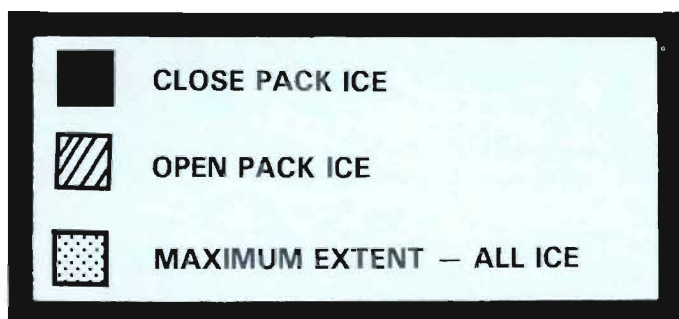 CLOSE PACK ICE
OPEN PACK ICE
MAXIMUM EXTENT — ALL ICE